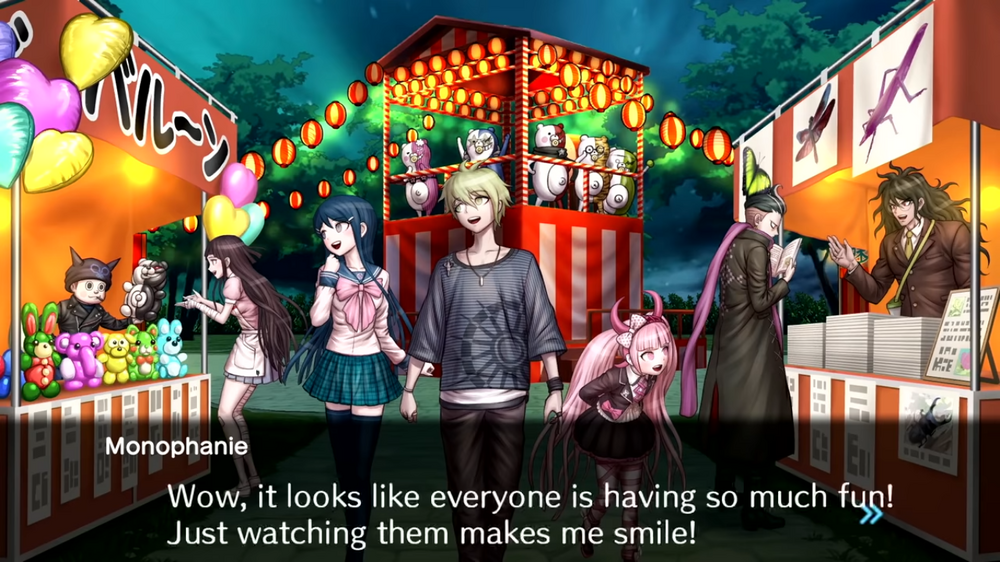 バルーン
Monophanie
Wow, it looks like everyone is having so much fun!
Just watching them makes me smile!